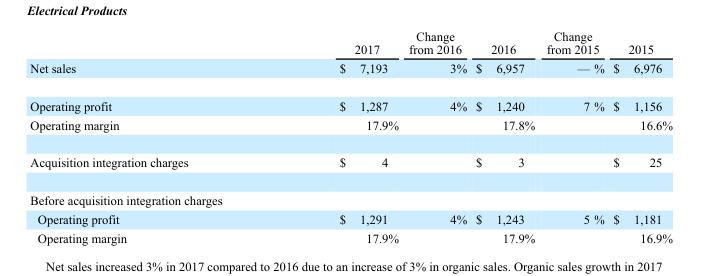 Electrical Products
Change Change
2017 from 2016 2016 from 2015 2015
Net sales $ 7,193 3% $ 6,957 — % $ 6,976
Operating profit $ 1,287 4% $ 1,240 7 % $ 1,156
Operating margin 17.9% 17.8% 16.6%
Acquisition integration charges $ 4 $ 3 $ 25
Before acquisition integration charges
Operating profit $ 1,291 4% $ 1,243 5 % $ 1,181
Operating margin 17.9% 17.9% 16.9%
Net sales increased 3% in 2017 compared to 2016 due to an increase of 3% in organic sales. Organic sales growth in 2017